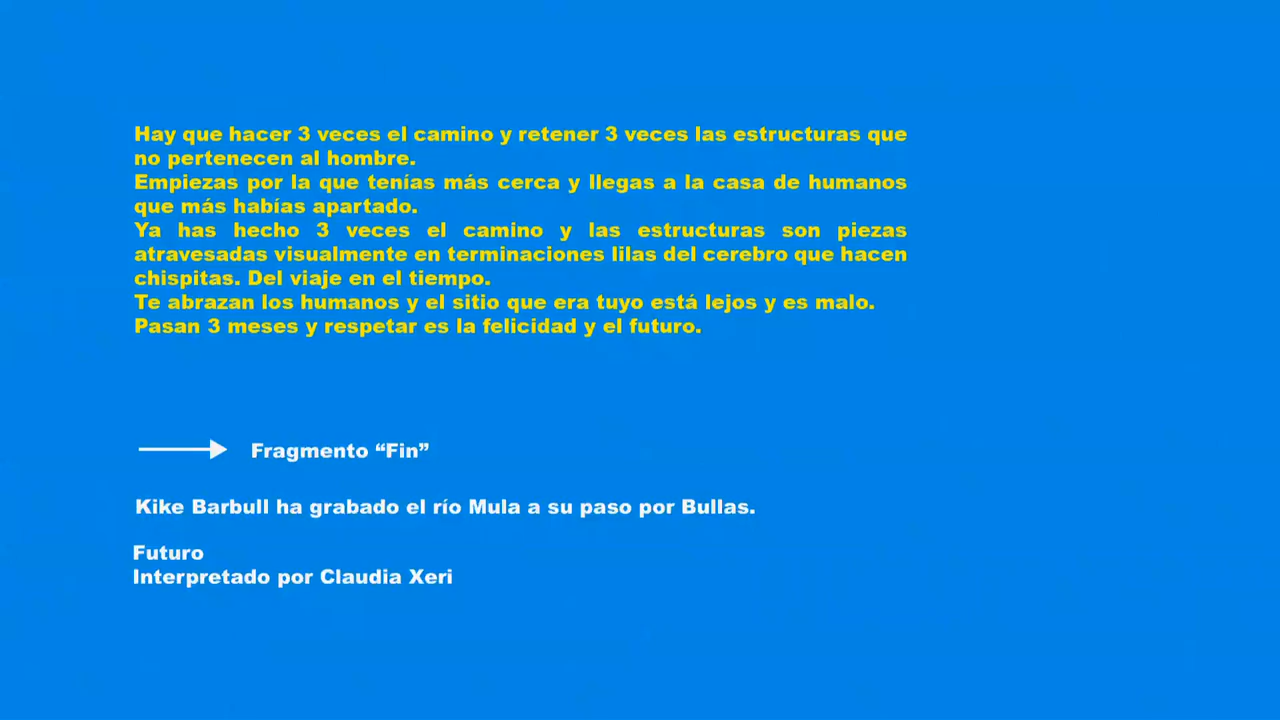 Hay que hacer 3 veces el camino y retener 3 veces las estructuras que
no pertenecen al hombre.
Empiezas por la que tenías más cerca y llegas a la casa de humanos
que más habías apartado.
Ya has hecho 3 veces el camino y las estructuras son piezas
atravesadas visualmente en terminaciones lilas del cerebro que hacen
chispitas. Del viaje en el tiempo.
Te abrazan los humanos y el sitio que era tuyo está lejos y es malo.
Pasan 3 meses y respetar es la felicidad y el futuro.
Fragmento “Fin”
Kike Barbull ha grabado el río Mula a su paso por Bullas.
Futuro
Interpretado por Claudia Xeri